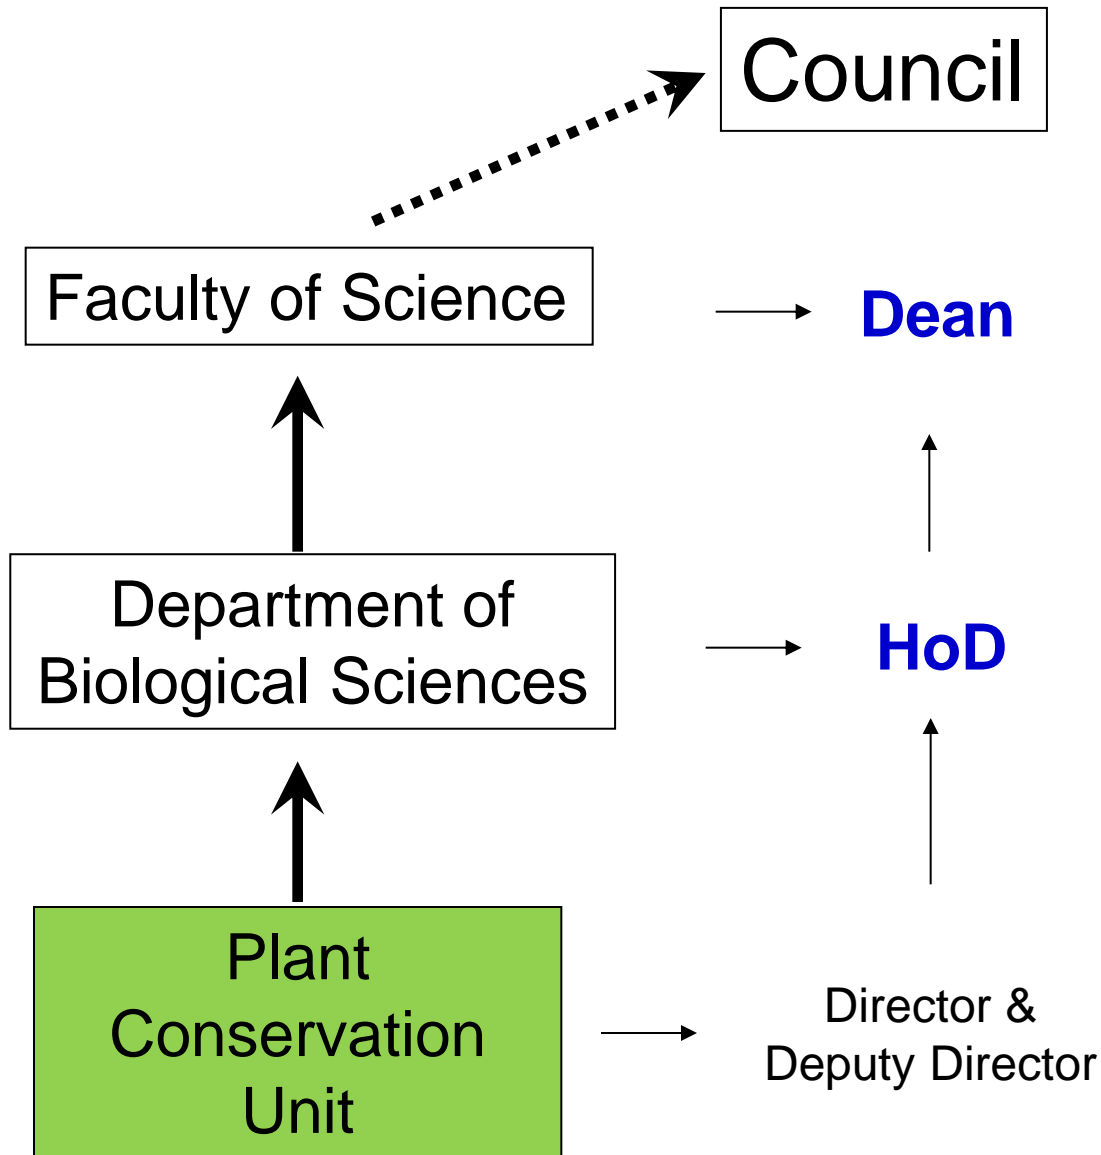 Council
Faculty of Science
Dean
Department of
Biological Sciences
HoD
Plant
Conservation
Unit
Director &
Deputy Director